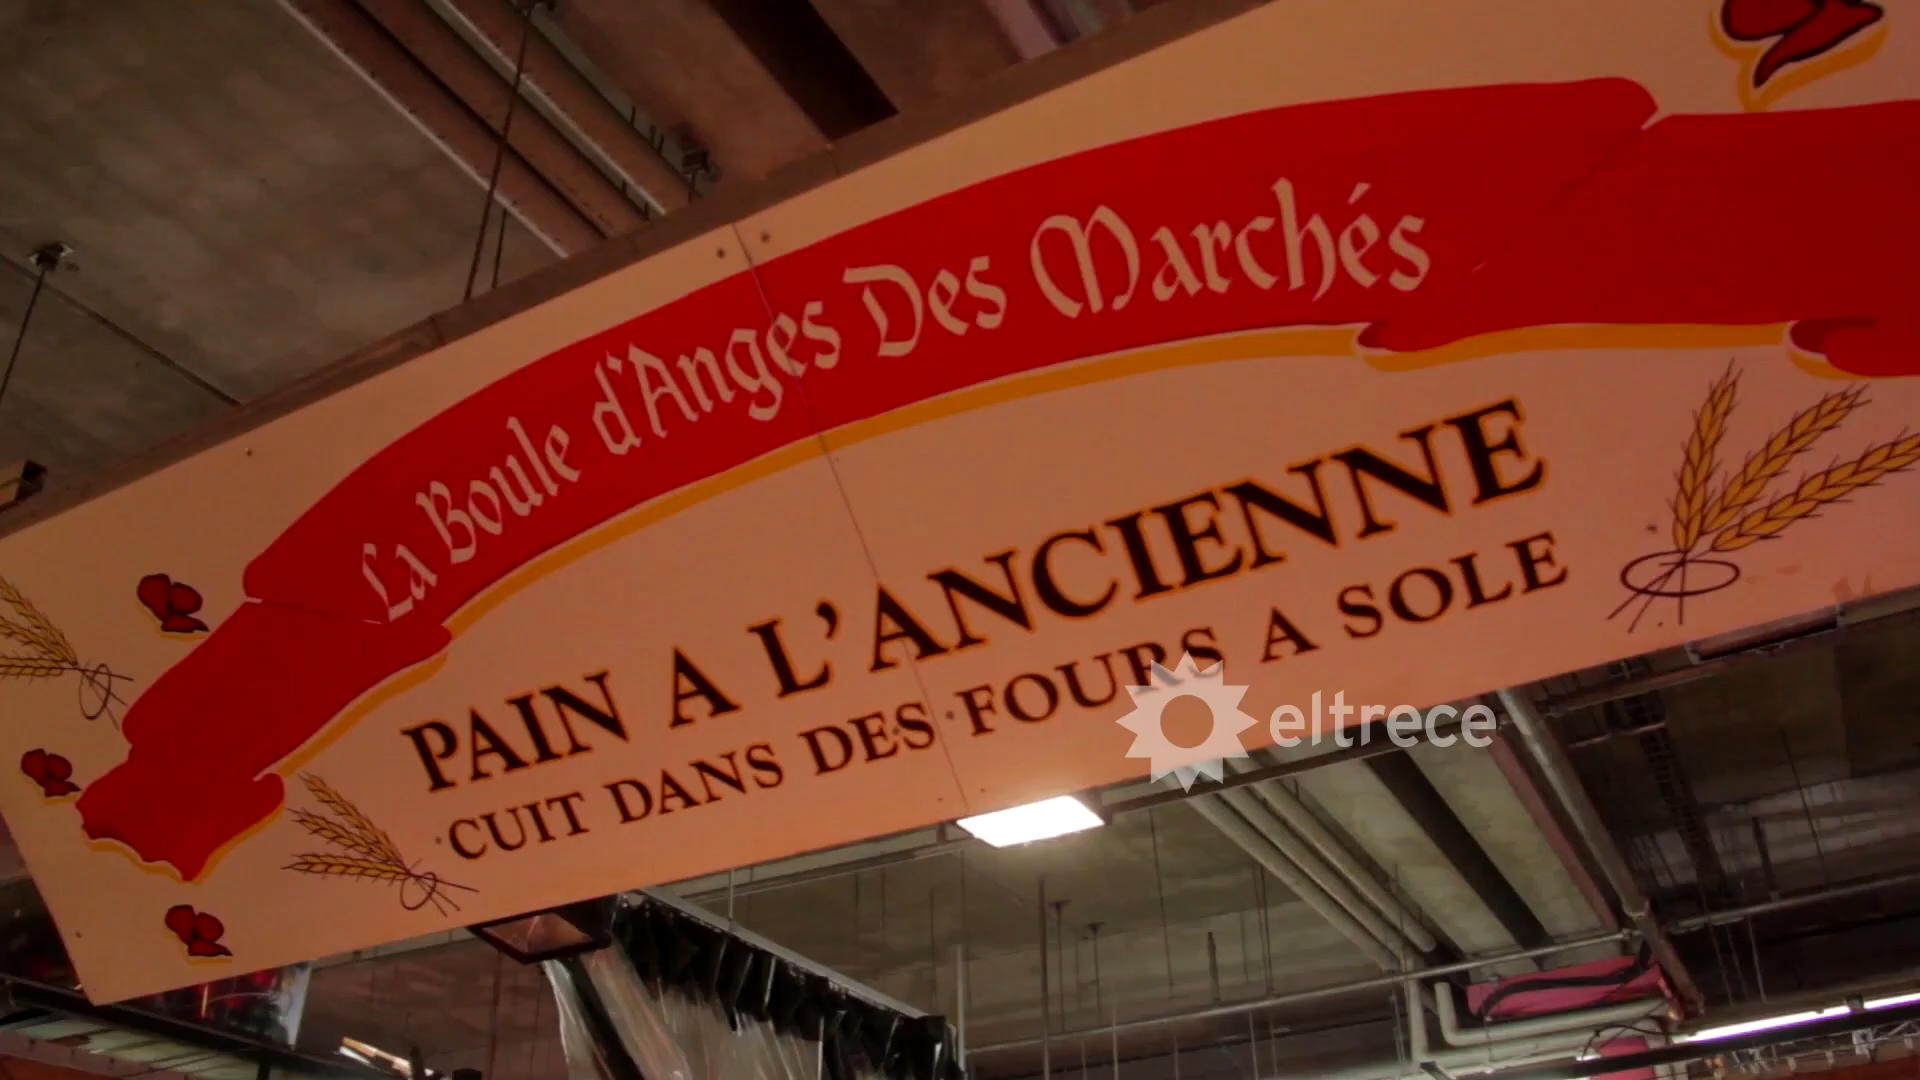 La Boule d'Anges Des Marchés
PAIN A L'ANCIENNE
CUIT DANS DES FOURS A SOLE
eltrece